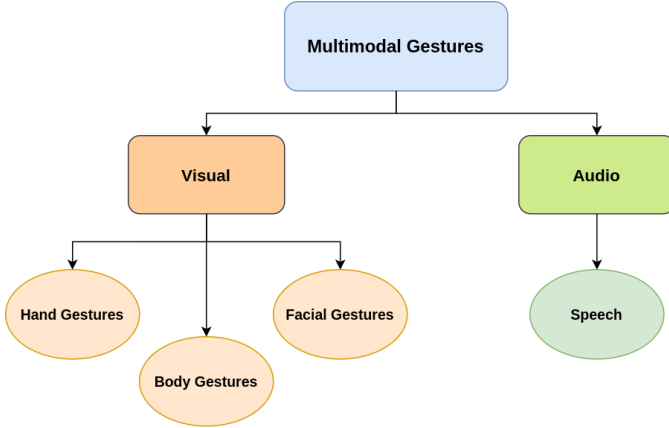 Multimodal Gestures
Visual
Audio
Hand Gestures
Facial Gestures
Speech
Body Gestures